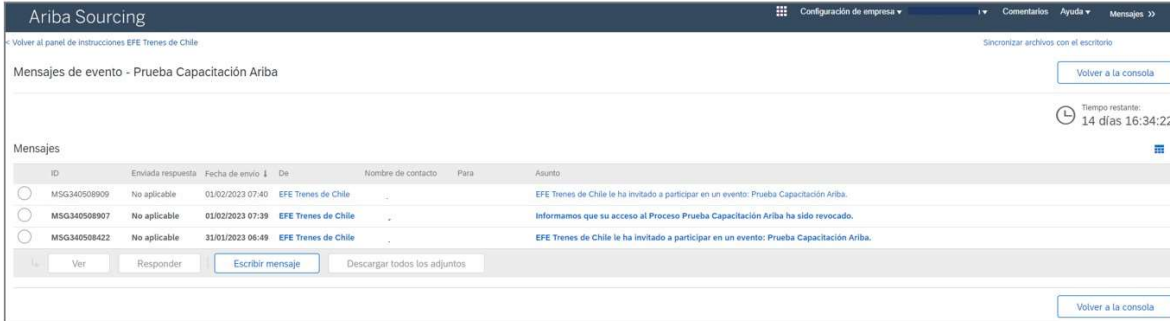 Ariba Sourcing
Configuración de empresa ▾ Comentarios Ayuda ▾ Mensajes >>
< Volver al panel de instrucciones EFE Trenes de Chile Sincronizar archivos con el escritorio
Mensajes de evento - Prueba Capacitación Ariba Volver a la consola
Tiempo restante:
14 días 16:34:22
Mensajes
ID Enviada respuesta Fecha de envío ↓ De Nombre de contacto Para Asunto
MSG340508909 No aplicable 01/02/2023 07:40 EFE Trenes de Chile EFE Trenes de Chile le ha invitado a participar en un evento: Prueba Capacitación Ariba.
MSG340508907 No aplicable 01/02/2023 07:39 EFE Trenes de Chile Informamos que su acceso al Proceso Prueba Capacitación Ariba ha sido revocado.
MSG340508422 No aplicable 31/01/2023 06:49 EFE Trenes de Chile EFE Trenes de Chile le ha invitado a participar en un evento: Prueba Capacitación Ariba.
Ver Responder Escribir mensaje Descargar todos los adjuntos
Volver a la consola